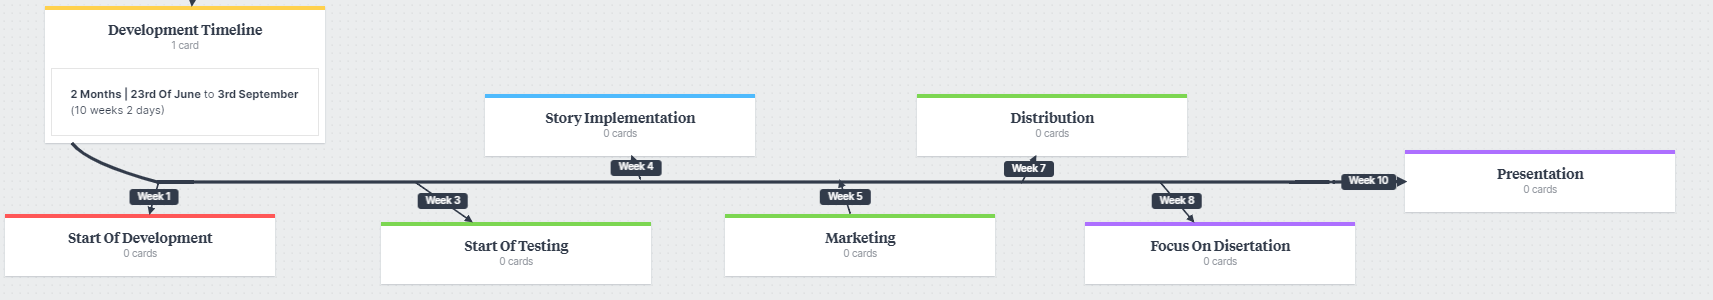 Development Timeline
1 card
2 Months | 23rd Of June to 3rd September
(10 weeks 2 days)
Story Implementation
0 cards
Distribution
0 cards
Week 4
Week 7
Presentation
0 cards
Week 10
Week 1
Week 3
Week 5
Week 8
Start Of Development
0 cards
Start Of Testing
0 cards
Marketing
0 cards
Focus On Disertation
0 cards